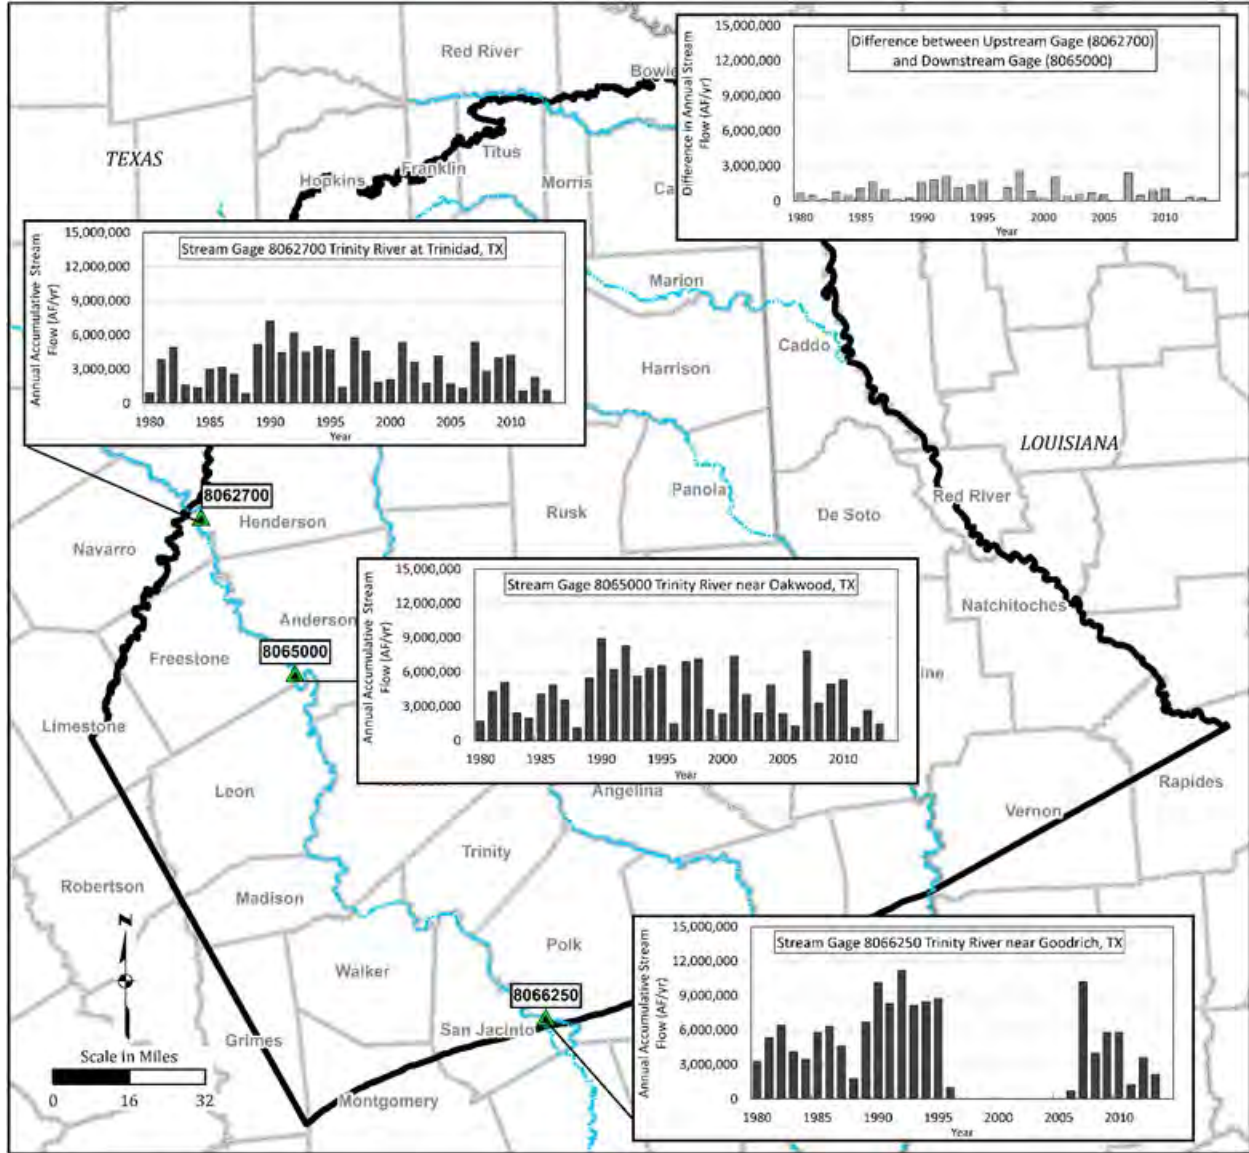 Red River
Bowie
TEXAS
Titus
Franklin
Hopkins
Morris
Ca
15,000,000
12,000,000
9,000,000
6,000,000
3,000,000
0
Difference in Annual Stream
Flow (AF/yr)
Difference between Upstream Gage (8062700)
and Downstream Gage (8065000)
1980 1985 1990 1995 2000 2005 2010
Year
15,000,000
12,000,000
9,000,000
6,000,000
3,000,000
0
Annual Accumulative Stream
Flow (AF/yr)
Stream Gage 8062700 Trinity River at Trinidad, TX
1980 1985 1990 1995 2000 2005 2010
Year
Marion
Caddo
Harrison
LOUISIANA
Panola
Red River
De Soto
Rusk
8062700
Henderson
Navarro
Natchitoches
Anderson
8065000
Freestone
Limestone
ine
15,000,000
12,000,000
9,000,000
6,000,000
3,000,000
0
Annual Accumulative Stream
Flow (AF/yr)
Stream Gage 8065000 Trinity River near Oakwood, TX
1980 1985 1990 1995 2000 2005 2010
Year
Leon
Angelina
Rapides
Vernon
Trinity
Robertson
Madison
N
Polk
Walker
8066250
San Jacinto
Grimes
Montgomery
Scale in Miles
0 16 32
15,000,000
12,000,000
9,000,000
6,000,000
3,000,000
0
Annual Accumulative Stream
Flow (AF/yr)
Stream Gage 8066250 Trinity River near Goodrich, TX
1980 1985 1990 1995 2000 2005 2010
Year